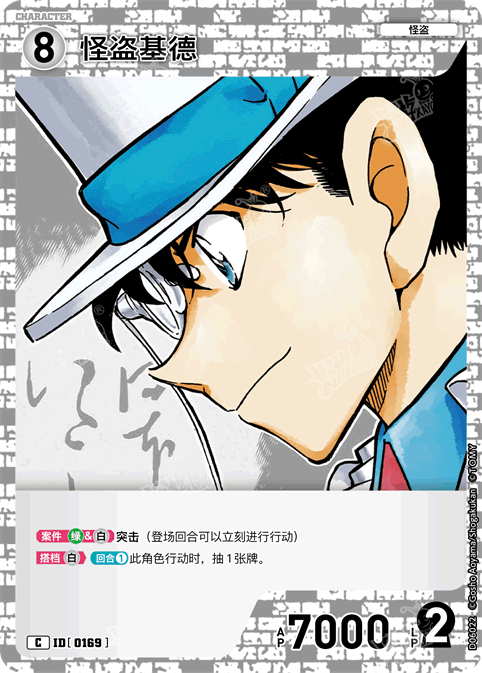 CHARACTER
8
怪盗基德
怪盗
案件 绿 & 白 突击（登场回合可以立刻进行行动）
搭档 白 回合1 此角色行动时，抽1张牌。
C ID[ 0169 ]
AP 7000 LP 2
D06022 ©Gosho Aoyama/Shogakukan ©TOMY